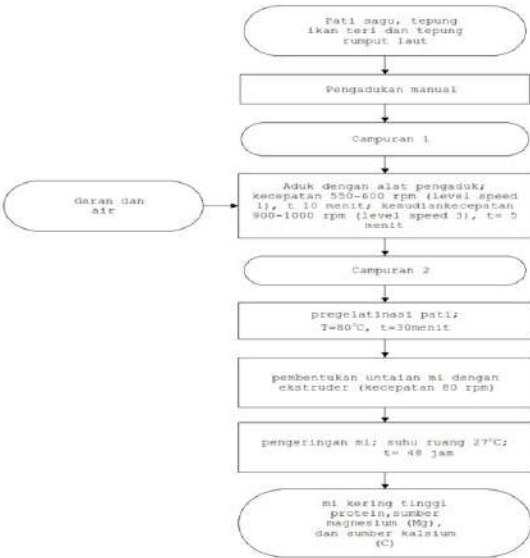 Pati sagu, tepung
ikan teri dan tepung
rumput laut
Pengadukan manual
Campuran 1
Garan dan
air
Aduk dengan alat pengaduk;
kecepatan 550-600 rpm (level speed
1), t 10 menit; kemudiankecepatan
900-1000 rpm (level speed 3), t= 5
menit
Campuran 2
pregelatinasi pati;
T=80°C, t=30menit
pembentukan untaian mi dengan
ekstruder (kecepatan 80 rpm)
pengeringan mi; suhu ruang 27°C;
t= 48 jam
mi kering tinggi
protein,sumber
magnesium (Mg),
dan sumber kalsium
(C)